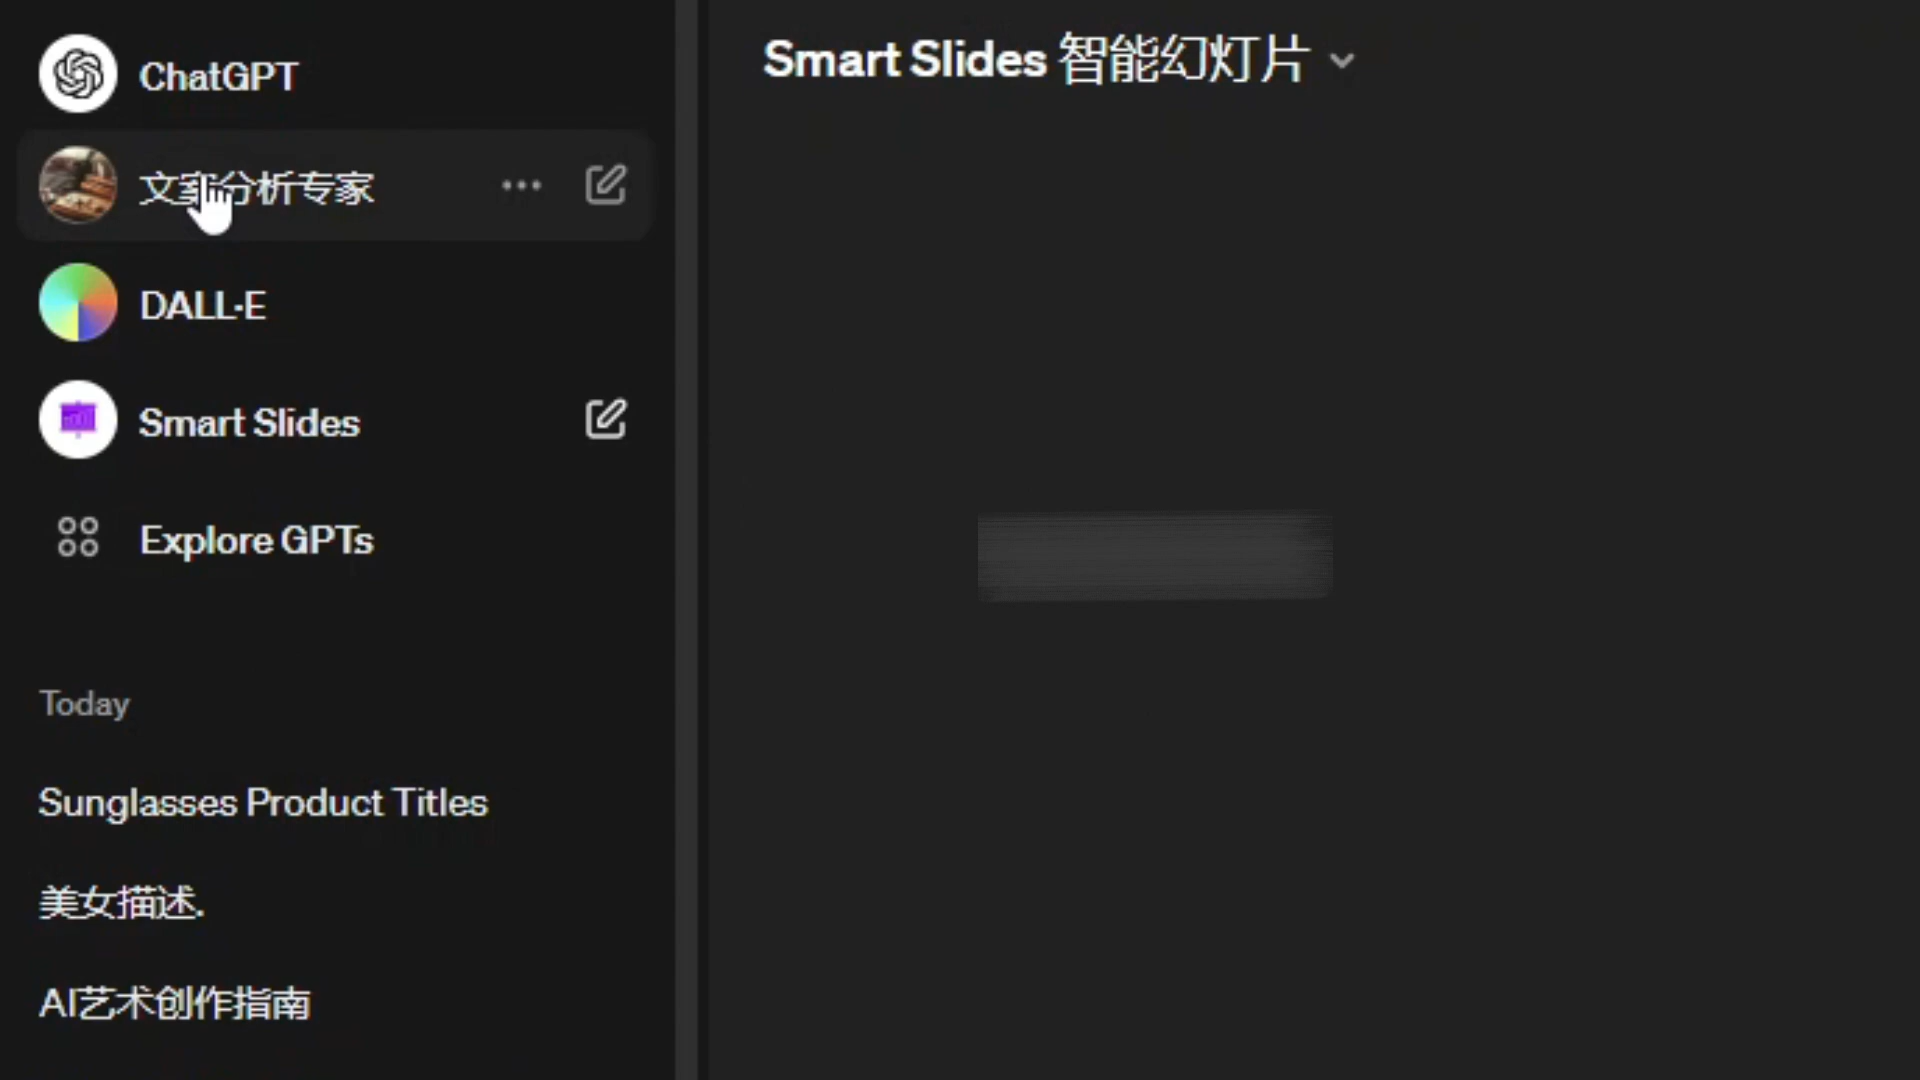 ChatGPT
文案分析专家
DALL·E
Smart Slides
Explore GPTs
Today
Sunglasses Product Titles
美女描述.
AI艺术创作指南
Smart Slides 智能幻灯片